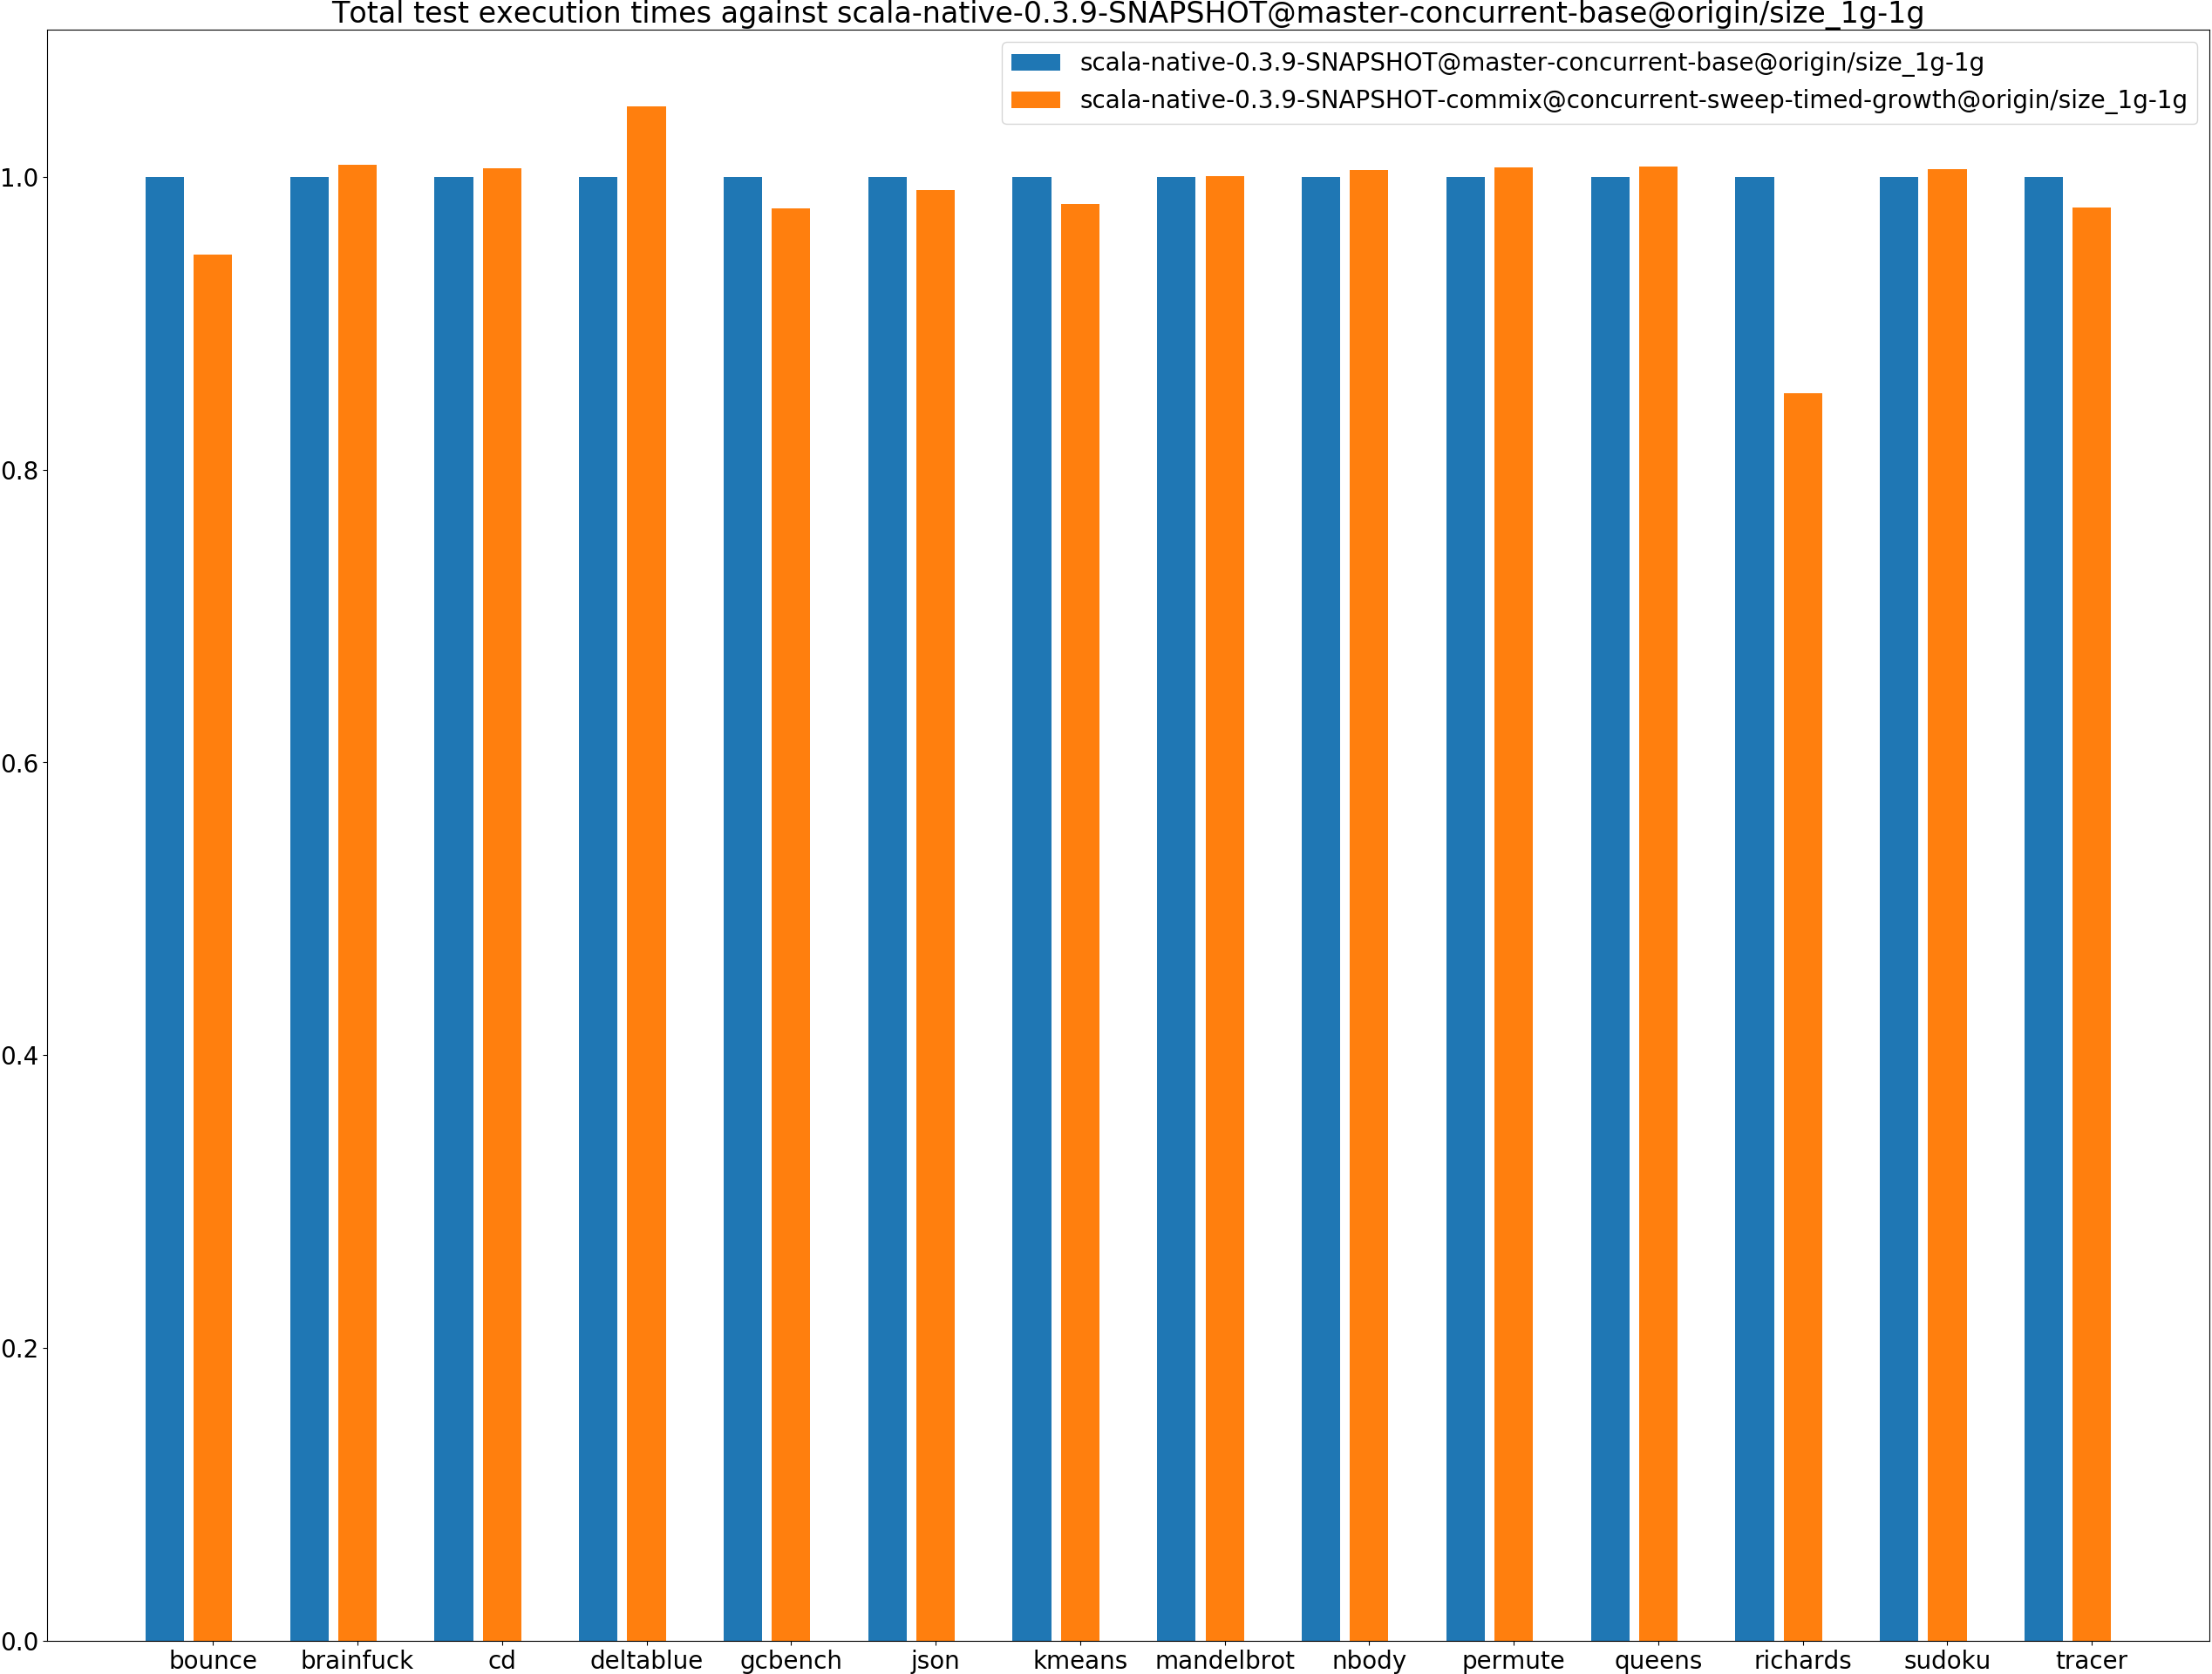 Total test execution times against scala-native-0.3.9-SNAPSHOT@master-concurrent-base@origin/size_1g-1g
scala-native-0.3.9-SNAPSHOT@master-concurrent-base@origin/size_1g-1g
scala-native-0.3.9-SNAPSHOT-commix@concurrent-sweep-timed-growth@origin/size_1g-1g
1.0
0.8
0.6
0.4
0.2
0.0
bounce brainfuck cd deltablue gcbench json kmeans mandelbrot nbody permute queens richards sudoku tracer